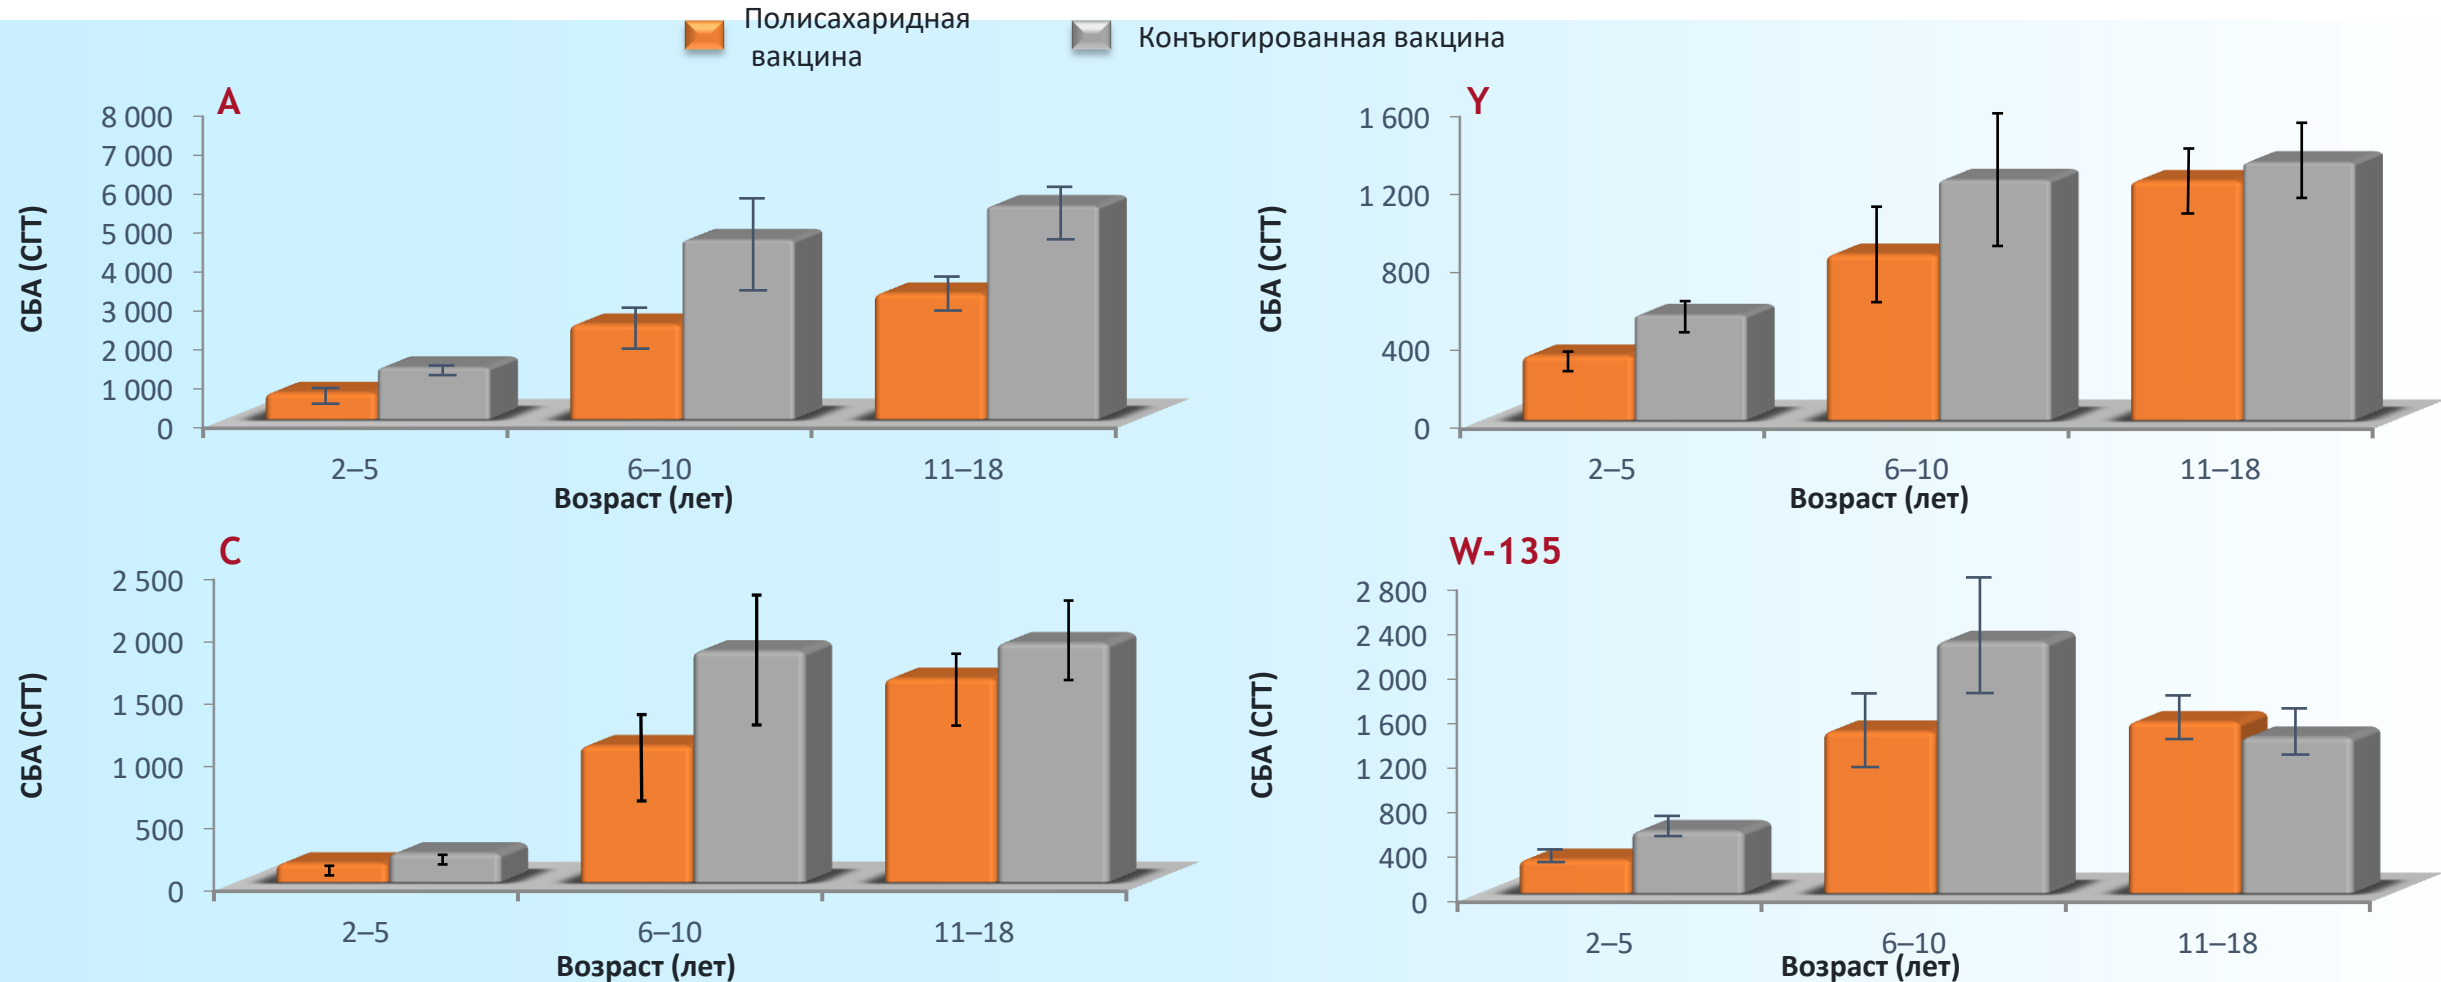 Полисахаридная
вакцина
Конъюгированная вакцина
A
8 000
7 000
6 000
5 000
4 000
3 000
2 000
1 000
0
СБА (СГТ)
2–5
6–10
11–18
Возраст (лет)
Y
1 600
1 200
800
400
0
СБА (СГТ)
2–5
6–10
11–18
Возраст (лет)
C
2 500
2 000
1 500
1 000
500
0
СБА (СГТ)
2–5
6–10
11–18
Возраст (лет)
W-135
2 800
2 400
2 000
1 600
1 200
800
400
0
СБА (СГТ)
2–5
6–10
11–18
Возраст (лет)